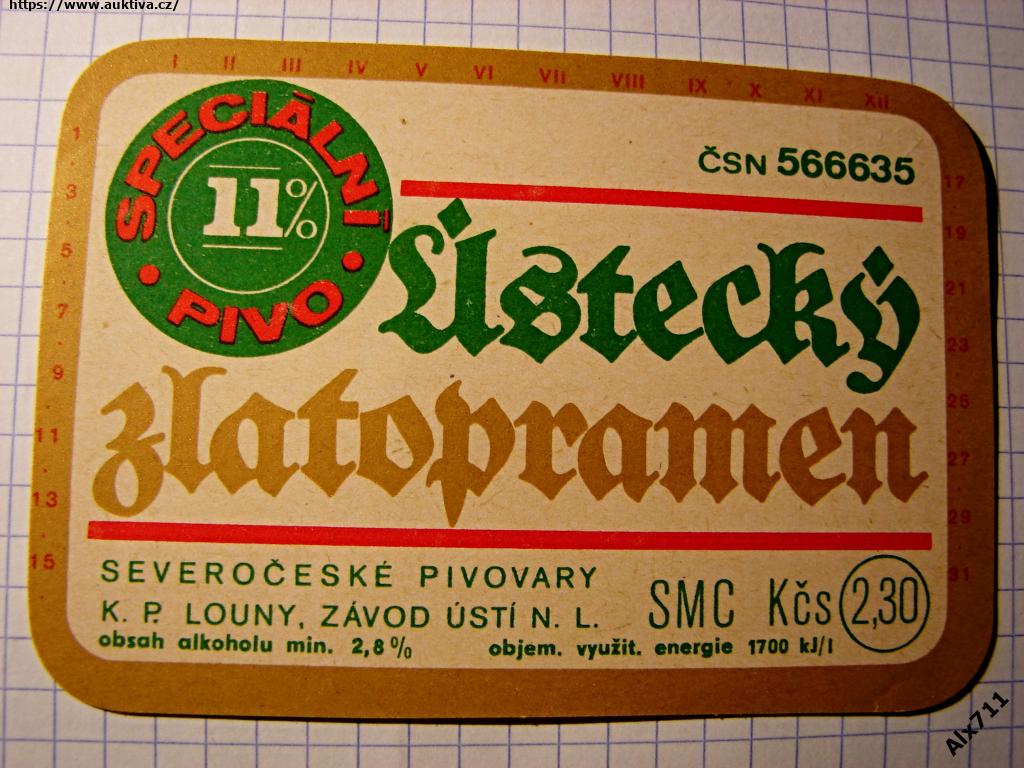 https://www.auktiva.cz/
I II III IV V VI VII VIII IX X XI XII
SPECIÁLNÍ
11%
PIVO
ČSN 566635
Ústecký
zlatopramen
SEVEROČESKÉ PIVOVARY
K. P. LOUNY, ZÁVOD ÚSTÍ N. L.
SMC Kčs 2,30
obsah alkoholu min. 2,8% objem. využit. energie 1700 kJ/l
1
3
5
7
9
11
13
15
17
19
21
23
25
27
29
31
Alx711